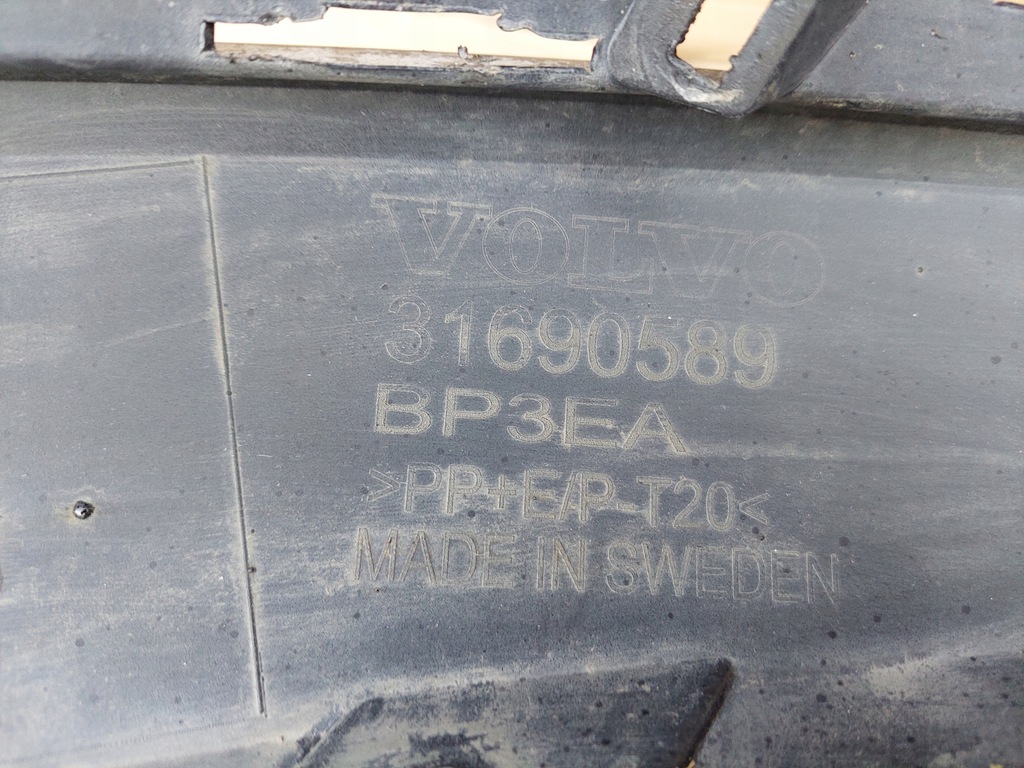 VOLVO
31690589
BP3EA
>PP+E/P-T20<
MADE IN SWEDEN